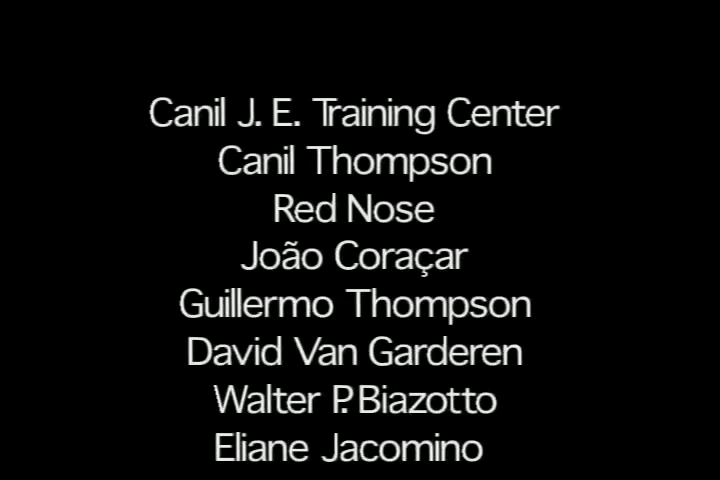 Canil J. E. Training Center
Canil Thompson
Red Nose
João Coraçar
Guillermo Thompson
David Van Garderen
Walter P. Biazotto
Eliane Jacomino